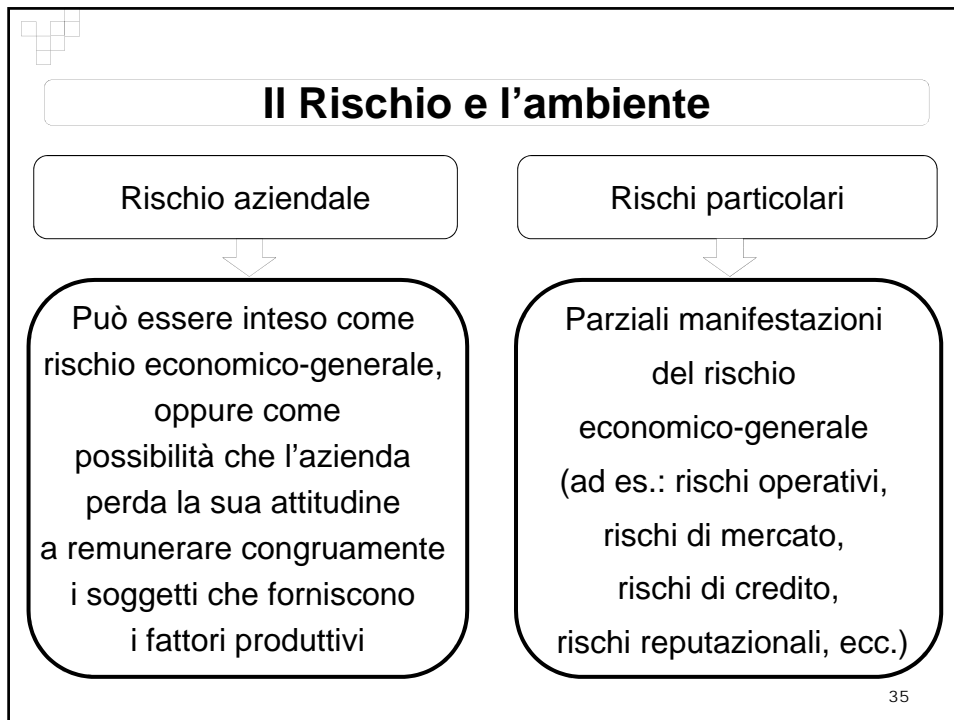 Il Rischio e l’ambiente
Rischio aziendale
Può essere inteso come
rischio economico-generale,
oppure come
possibilità che l’azienda
perda la sua attitudine
a remunerare congruamente
i soggetti che forniscono
i fattori produttivi
Rischi particolari
Parziali manifestazioni
del rischio
economico-generale
(ad es.: rischi operativi,
rischi di mercato,
rischi di credito,
rischi reputazionali, ecc.)
35